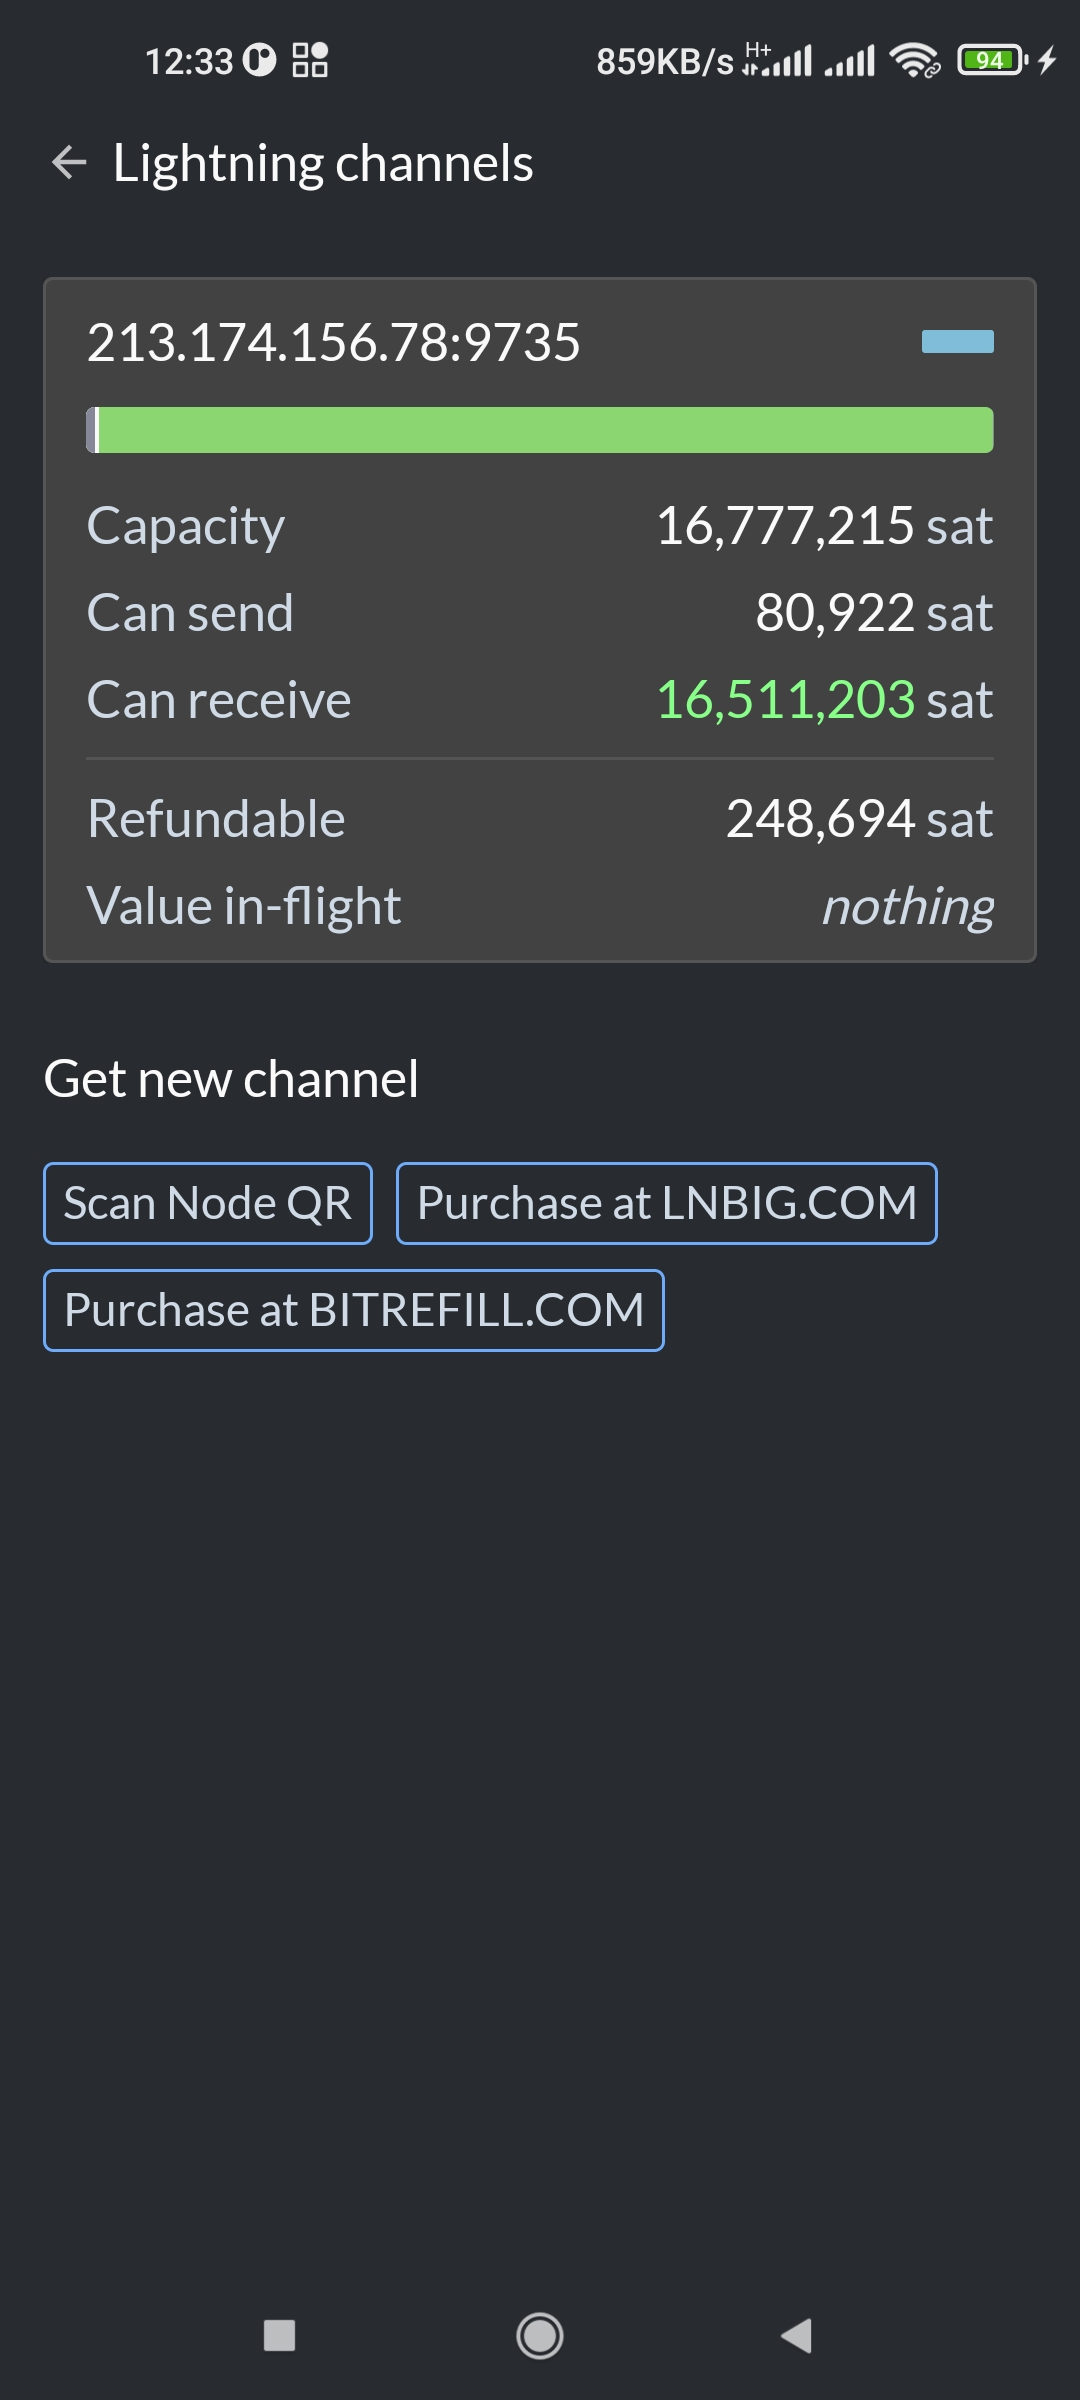 12:33 859KB/s H+ 94
Lightning channels
213.174.156.78:9735
Capacity 16,777,215 sat
Can send 80,922 sat
Can receive 16,511,203 sat
Refundable 248,694 sat
Value in-flight nothing
Get new channel
Scan Node QR Purchase at LNBIG.COM
Purchase at BITREFILL.COM